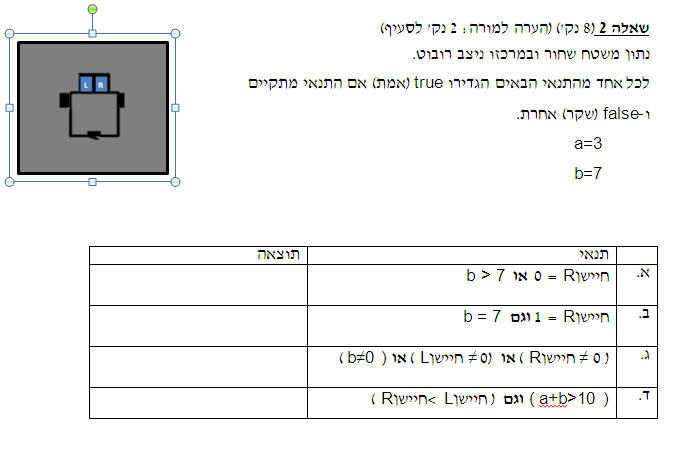 שאלה 2 (8 נק') (הערה למורה: 2 נק' לסעיף)
נתון משטח שחור ובמרכזו ניצב רובוט.
לכל אחד מהתנאי הבאים הגדירו true (אמת) אם התנאי מתקיים
ו-false (שקר) אחרת.
a=3
b=7
L R
תנאי תוצאה
א. חיישןR = 0 או b > 7
ב. חיישןR = 1 וגם b = 7
ג. (חיישןR ≠ 0) או (חיישןL ≠ 0) או (b≠0)
ד. (a+b>10) וגם (חיישןL <חיישןR)